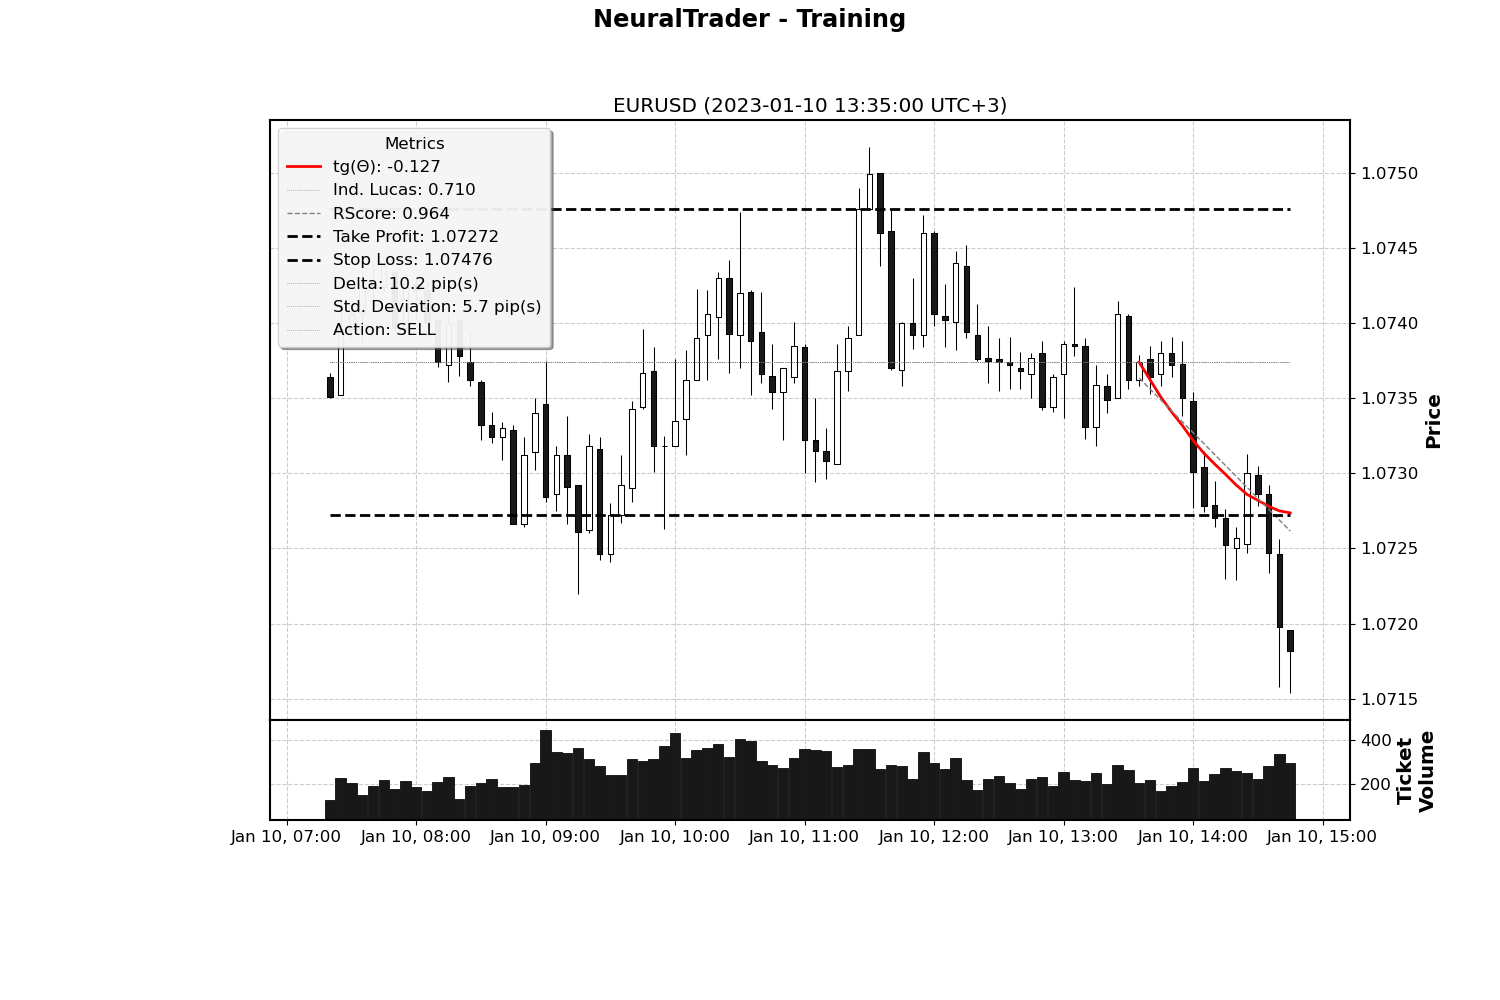 NeuralTrader - Training
EURUSD (2023-01-10 13:35:00 UTC+3)
Metrics
tg(Θ): -0.127
Ind. Lucas: 0.710
RScore: 0.964
Take Profit: 1.07272
Stop Loss: 1.07476
Delta: 10.2 pip(s)
Std. Deviation: 5.7 pip(s)
Action: SELL
1.0750
1.0745
1.0740
1.0735
1.0730
1.0725
1.0720
1.0715
Price
400
200
Ticket
Volume
Jan 10, 07:00
Jan 10, 08:00
Jan 10, 09:00
Jan 10, 10:00
Jan 10, 11:00
Jan 10, 12:00
Jan 10, 13:00
Jan 10, 14:00
Jan 10, 15:00